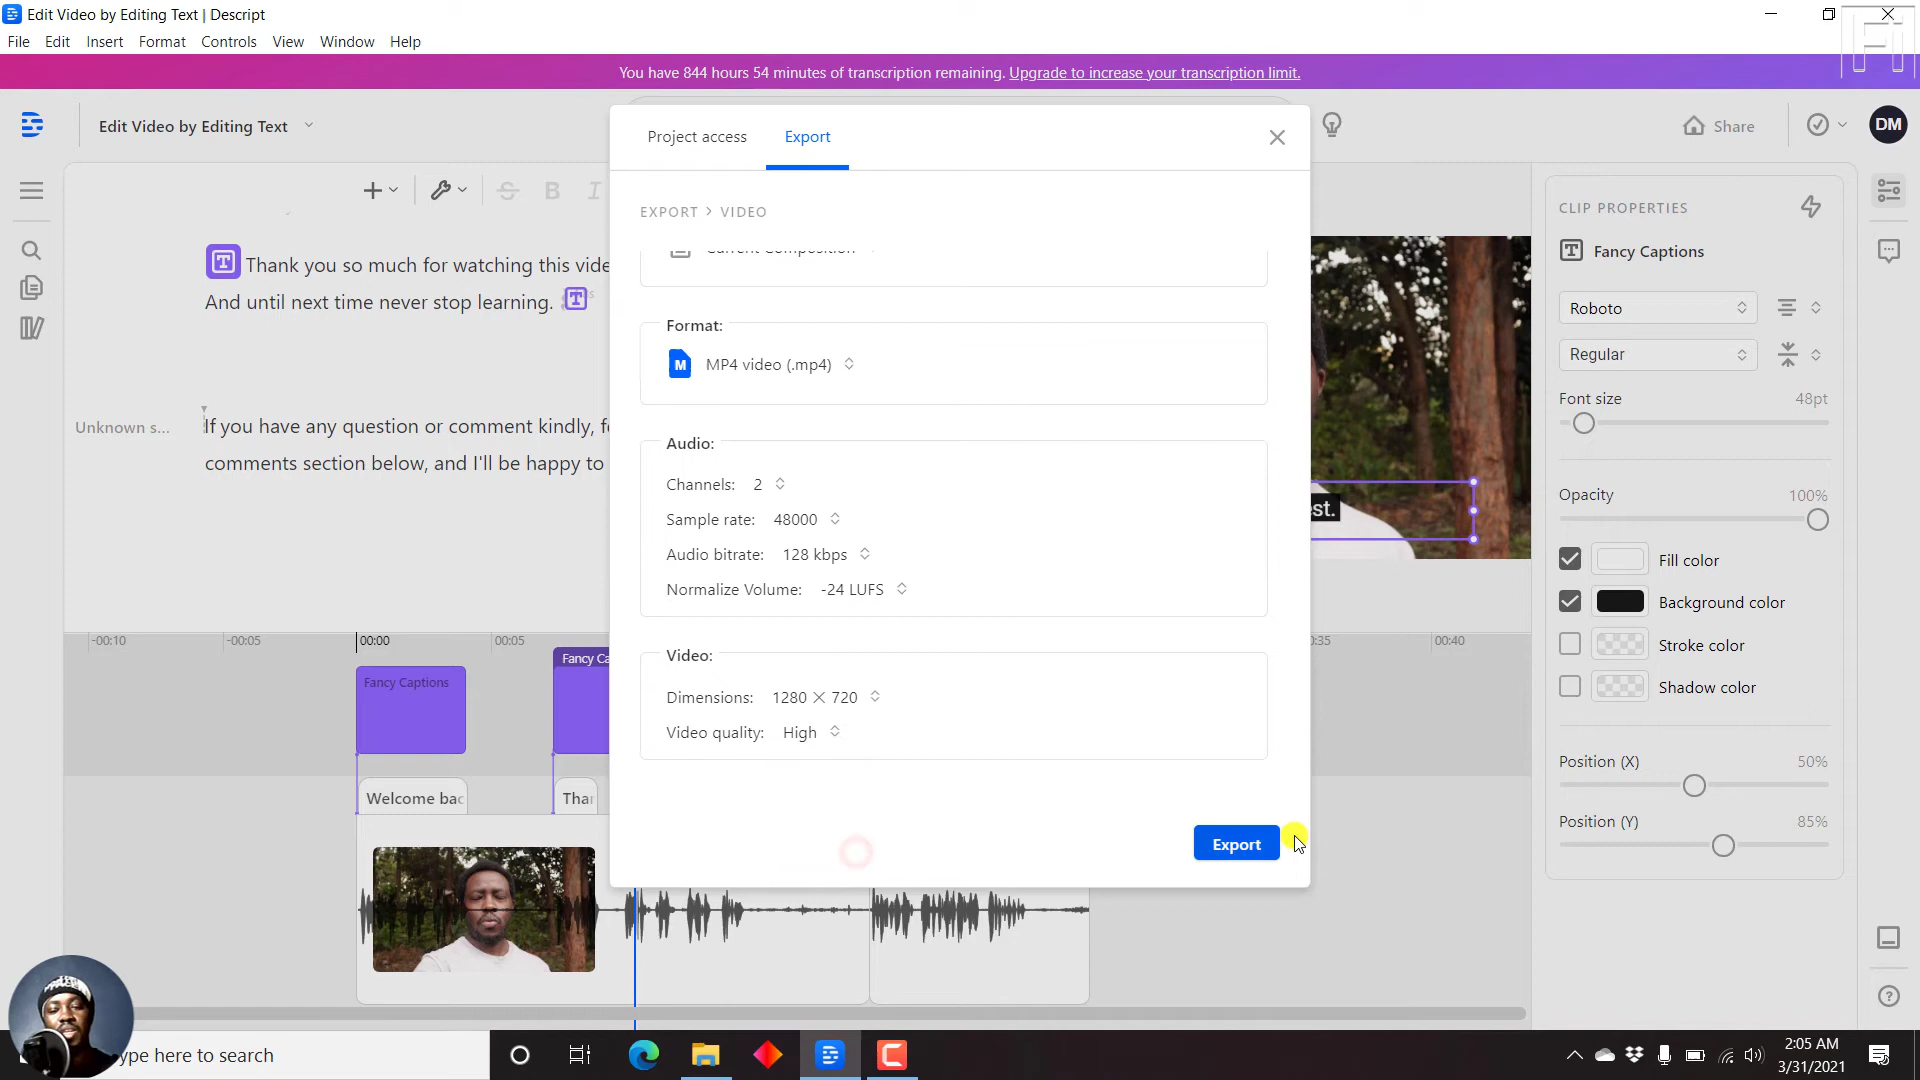 Edit Video by Editing Text | Descript
File Edit Insert Format Controls View Window Help
You have 844 hours 54 minutes of transcription remaining. Upgrade to increase your transcription limit.
Edit Video by Editing Text
Share
DM
Project access Export
EXPORT > VIDEO
Current Composition
Format:
M MP4 video (.mp4)
Audio:
Channels: 2
Sample rate: 48000
Audio bitrate: 128 kbps
Normalize Volume: -24 LUFS
Video:
Dimensions: 1280 × 720
Video quality: High
Export
S B I
T Thank you so much for watching this vide
And until next time never stop learning. T
Unknown s...
If you have any question or comment kindly, fe
comments section below, and I'll be happy to
est.
CLIP PROPERTIES
T Fancy Captions
Roboto
Regular
Font size 48pt
Opacity 100%
Fill color
Background color
Stroke color
Shadow color
Position (X) 50%
Position (Y) 85%
-00:10 -00:05 00:00 00:05 :35 00:40
Fancy Captions
Fancy Ca
Welcome bac
Than
ype here to search
2:05 AM
3/31/2021